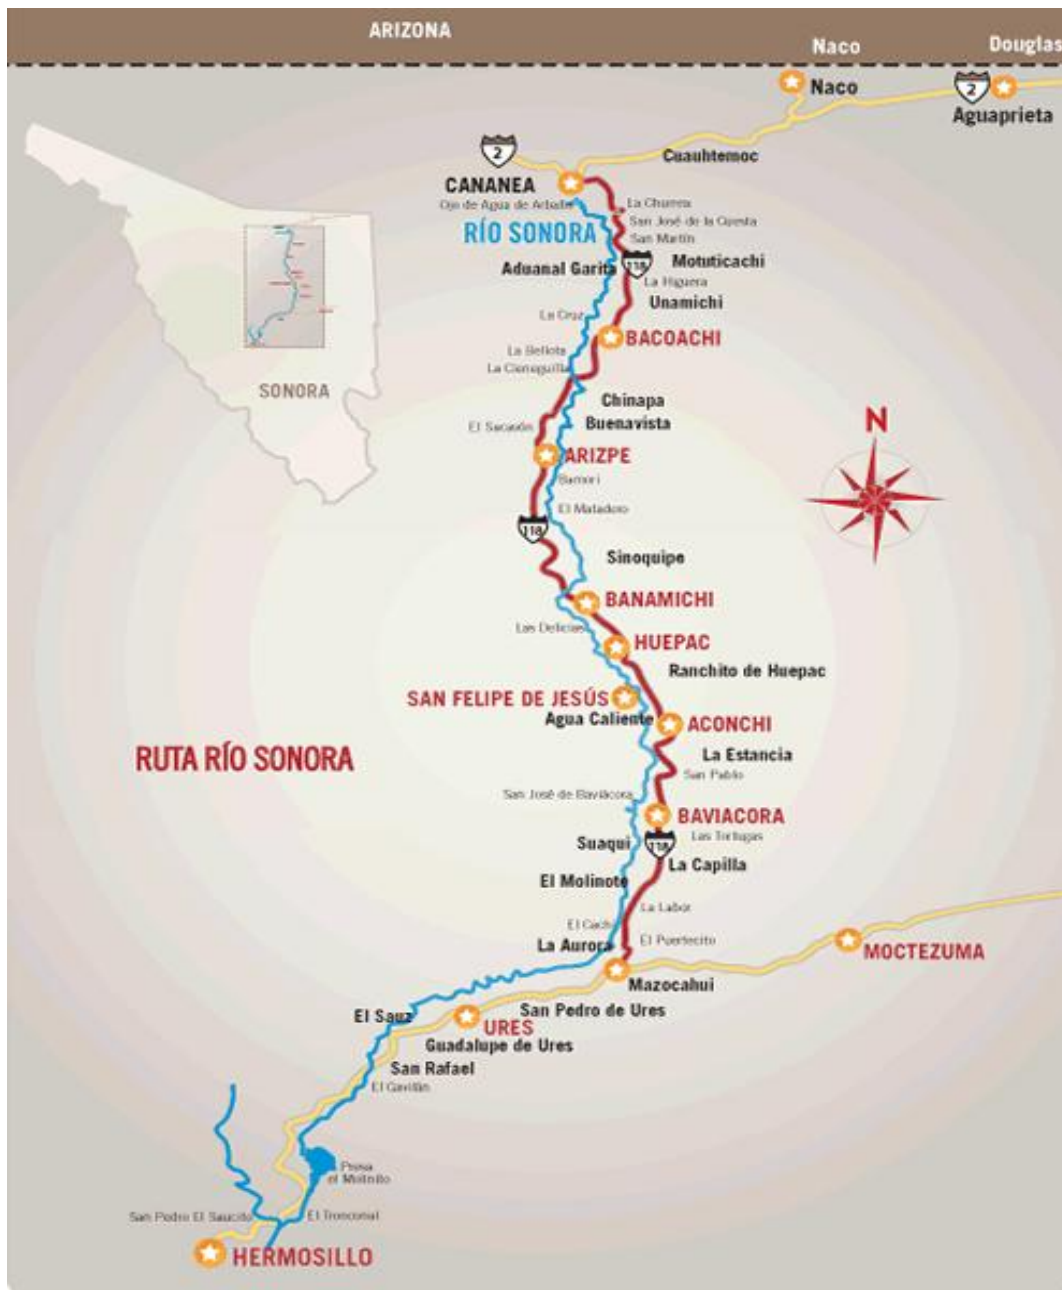 ARIZONA
Naco
Douglas
Naco
2
Aguaprieta
2
Cuauhtemoc
CANANEA
Ojo de Agua de Arballo
La Churea
RÍO SONORA
San José de la Cuesta
San Martín
Aduanal Garita
118
Motuticachi
La Higuera
Unamichi
La Cruz
BACOACHI
La Bellota
La Cieneguilla
SONORA
Chinapa
Buenavista
N
El Sauzón
ARIZPE
Bamori
El Matadero
118
Sinoquipe
BANAMICHI
Las Delicias
HUEPAC
Ranchito de Huepac
SAN FELIPE DE JESÚS
Agua Caliente
ACONCHI
RUTA RÍO SONORA
La Estancia
San Pablo
San José de Baviácora
BAVIACORA
Las Tortugas
Suaqui
118
La Capilla
El Molinote
La Labor
El Cachi
La Aurora
El Puertecito
MOCTEZUMA
Mazocahui
San Pedro de Ures
El Sauz
URES
Guadalupe de Ures
San Rafael
El Gavilán
Presa
el Molinito
San Pedro El Saucito
El Tronconal
HERMOSILLO